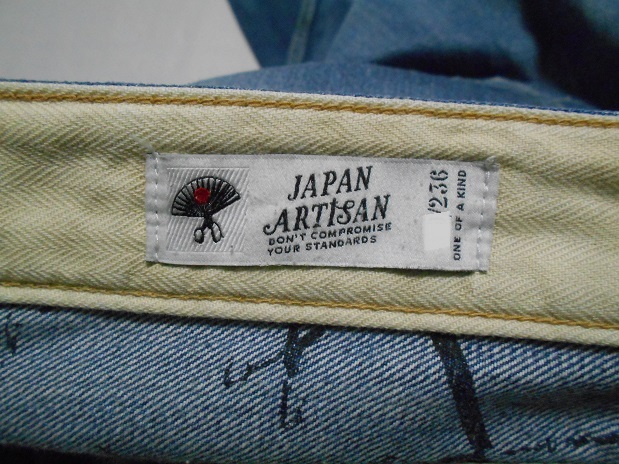 JAPAN
ARTISAN
DON'T COMPROMISE
YOUR STANDARDS
/236
ONE OF A KIND